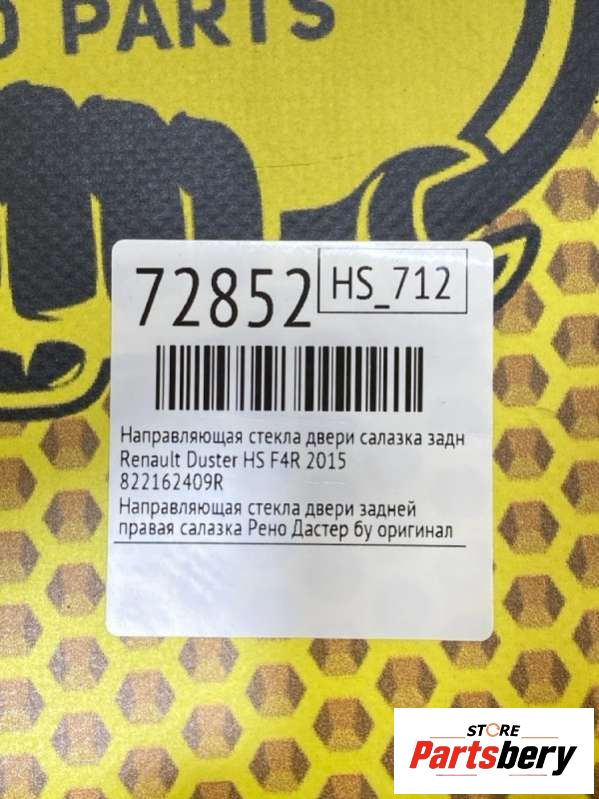 PARTS
72852
HS_712
Направляющая стекла двери салазка задн
Renault Duster HS F4R 2015
822162409R
Направляющая стекла двери задней
правая салазка Рено Дастер бу оригинал
STORE
Partsbery